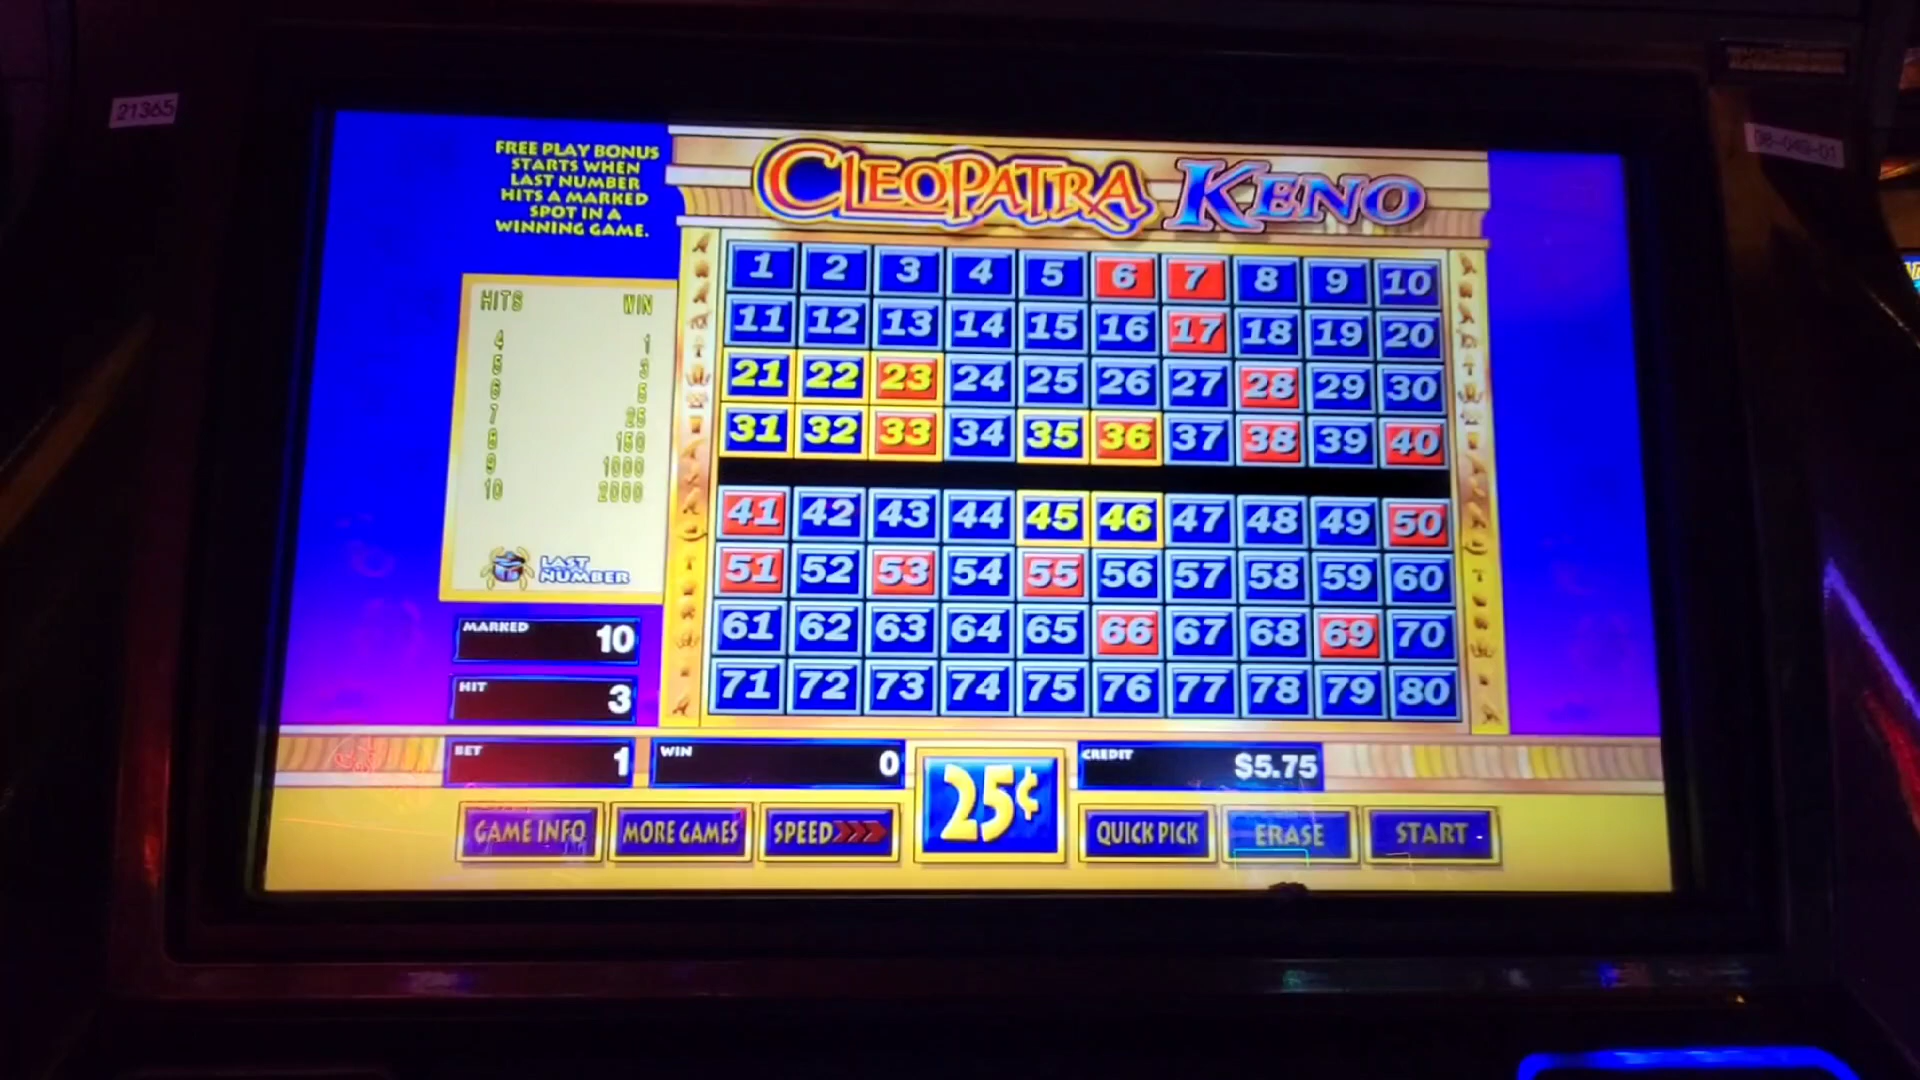 21365
08-049-01
FREE PLAY BONUS
STARTS WHEN
LAST NUMBER
HITS A MARKED
SPOT IN A
WINNING GAME.
CLEOPATRA KENO
HITS WIN
4 1
5 3
6 5
7 25
8 150
9 1000
10 2000
LAST
NUMBER
1 2 3 4 5 6 7 8 9 10
11 12 13 14 15 16 17 18 19 20
21 22 23 24 25 26 27 28 29 30
31 32 33 34 35 36 37 38 39 40
41 42 43 44 45 46 47 48 49 50
51 52 53 54 55 56 57 58 59 60
61 62 63 64 65 66 67 68 69 70
71 72 73 74 75 76 77 78 79 80
MARKED 10
HIT 3
BET 1
WIN 0
25¢
CREDIT $5.75
GAME INFO
MORE GAMES
SPEED
QUICK PICK
ERASE
START